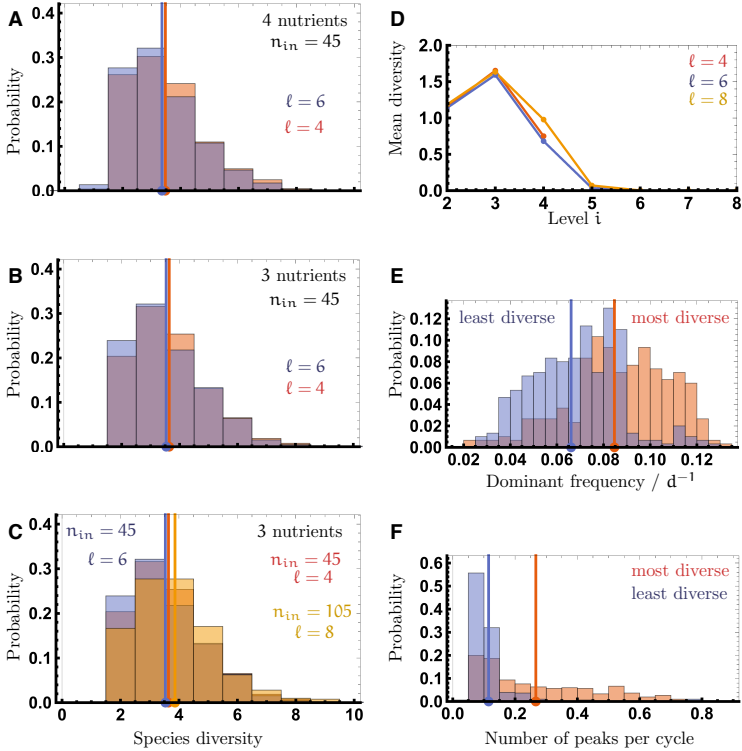 A
4 nutrients
n_in = 45
ℓ = 6
ℓ = 4
Probability
0.4
0.3
0.2
0.1
0.0
B
3 nutrients
n_in = 45
ℓ = 6
ℓ = 4
Probability
0.4
0.3
0.2
0.1
0.0
C
n_in = 45
ℓ = 6
3 nutrients
n_in = 45
ℓ = 4
n_in = 105
ℓ = 8
Probability
0.4
0.3
0.2
0.1
0.0
0 2 4 6 8 10
Species diversity
D
ℓ = 4
ℓ = 6
ℓ = 8
Mean diversity
2.0
1.5
1.0
0.5
0.0
2 3 4 5 6 7 8
Level i
E
least diverse most diverse
Probability
0.12
0.10
0.08
0.06
0.04
0.02
0.00
0.02 0.04 0.06 0.08 0.10 0.12
Dominant frequency / d⁻¹
F
most diverse
least diverse
Probability
0.6
0.5
0.4
0.3
0.2
0.1
0.0
0.0 0.2 0.4 0.6 0.8
Number of peaks per cycle